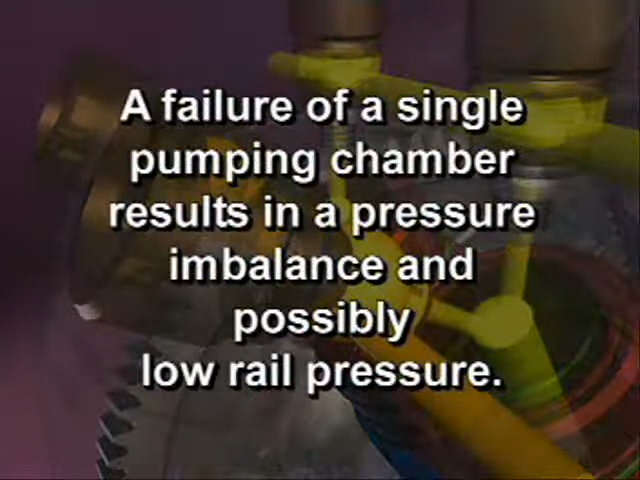 A failure of a single
pumping chamber
results in a pressure
imbalance and
possibly
low rail pressure.